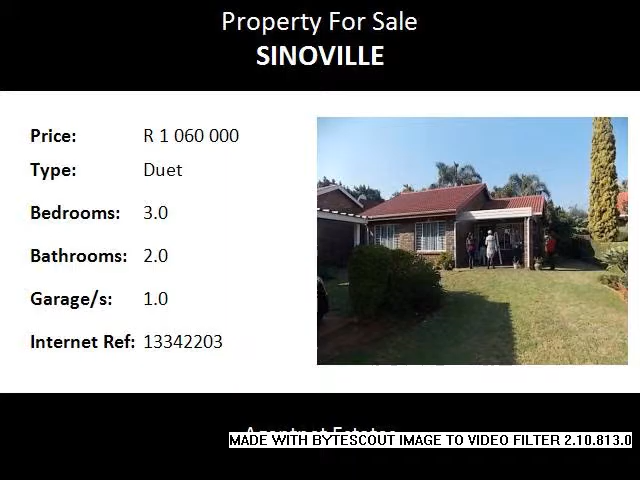 Property For Sale
SINOVILLE
Price: R 1 060 000
Type: Duet
Bedrooms: 3.0
Bathrooms: 2.0
Garage/s: 1.0
Internet Ref: 13342203
MADE WITH BYTESCOUT IMAGE TO VIDEO FILTER 2.10.813.0